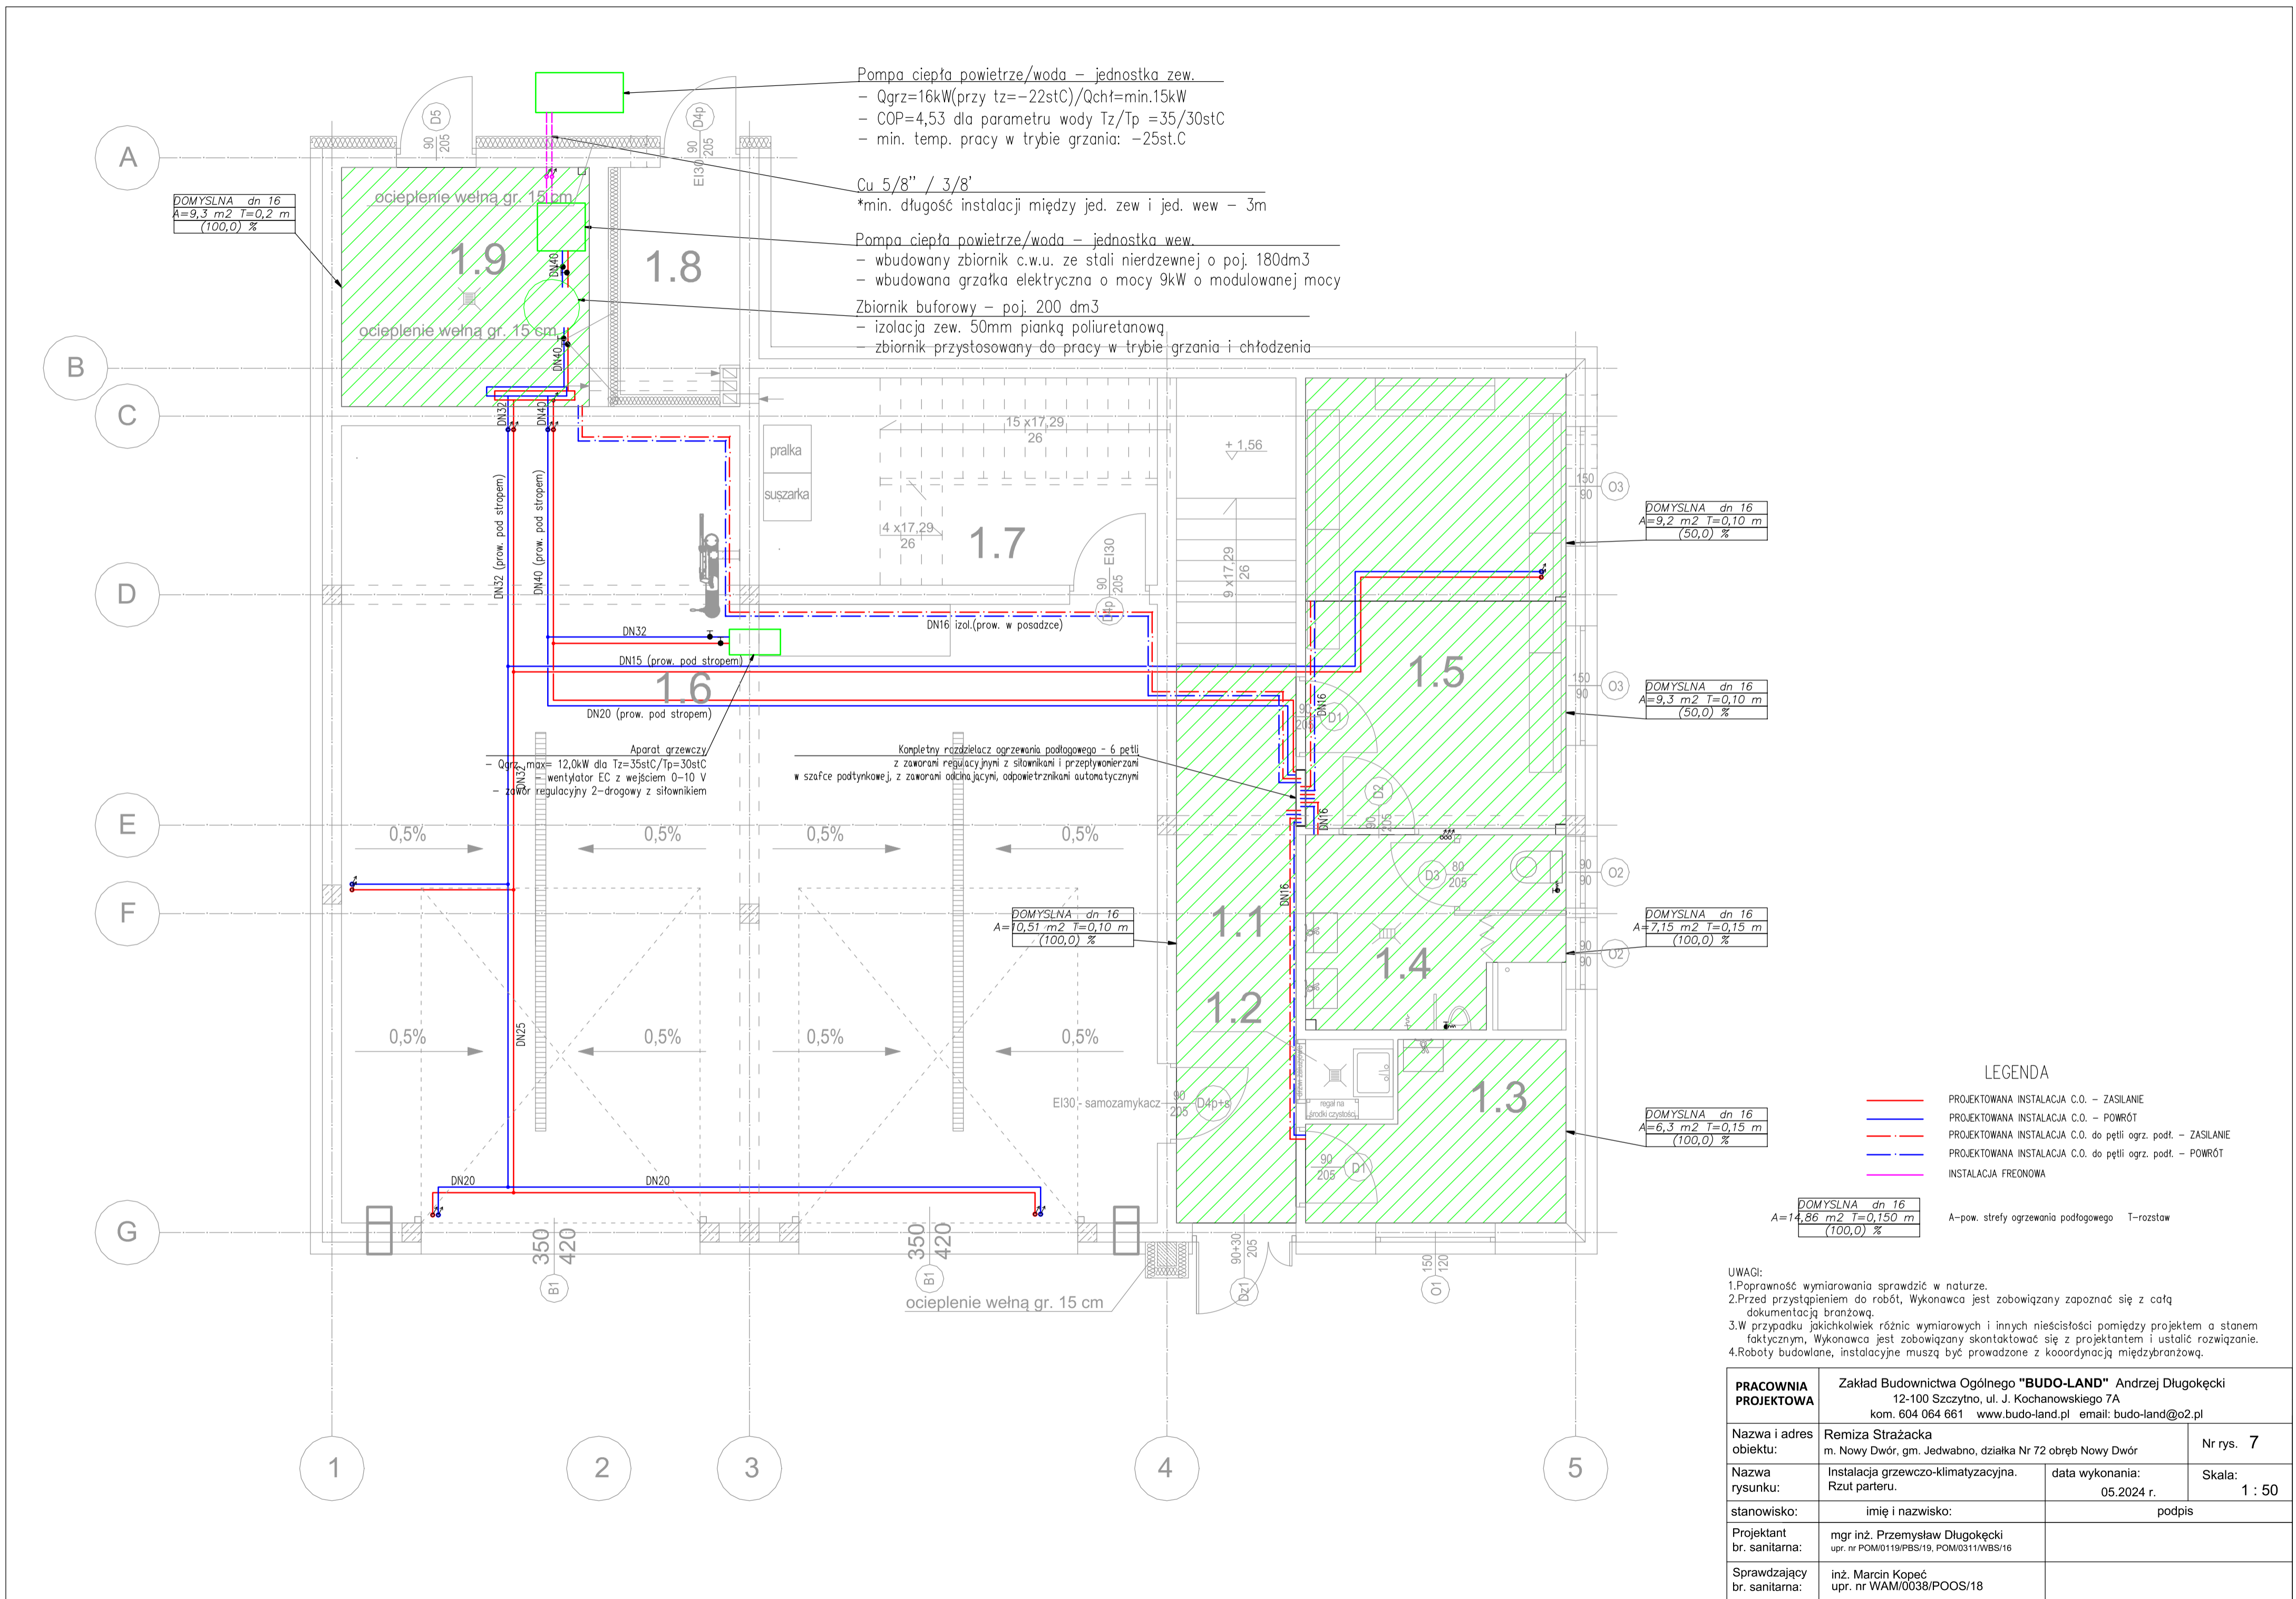 Pompa ciepła powietrze/woda – jednostka zew.
– Qgrz=16kW(przy tz=–22stC)/Qchł=min.15kW
– COP=4,53 dla parametru wody Tz/Tp =35/30stC
– min. temp. pracy w trybie grzania: –25st.C
Cu 5/8" / 3/8'
*min. długość instalacji między jed. zew i jed. wew – 3m
Pompa ciepła powietrze/woda – jednostka wew.
– wbudowany zbiornik c.w.u. ze stali nierdzewnej o poj. 180dm3
– wbudowana grzałka elektryczna o mocy 9kW o modulowanej mocy
Zbiornik buforowy – poj. 200 dm3
– izolacja zew. 50mm pianką poliuretanową
– zbiornik przystosowany do pracy w trybie grzania i chłodzenia
A
B
C
D
E
F
G
D5
90
205
D4p
90
205
EI30
DOMYSLNA dn 16
A=9,3 m2 T=0,2 m
(100,0) %
ocieplenie wełną gr. 15 cm
1.9
1.8
DN40
ocieplenie wełną gr. 15 cm
DN40
DN32
DN40
DN32 (prow. pod stropem)
DN40 (prow. pod stropem)
pralka
suszarka
15 x17,29
26
4 x17,29
26
1.7
+ 1,56
9 x17,29
26
EI30
90
205
D4p
150
90
O3
DOMYSLNA dn 16
A=9,2 m2 T=0,10 m
(50,0) %
DN32
DN16 izol.(prow. w posadzce)
DN15 (prow. pod stropem)
1.6
DN20 (prow. pod stropem)
1.5
150
90
O3
DOMYSLNA dn 16
A=9,3 m2 T=0,10 m
(50,0) %
DN16
90
205
D1
Aparat grzewczy
– Qgrz. max= 12,0kW dla Tz=35stC/Tp=30stC
– wentylator EC z wejściem 0–10 V
– zawór regulacyjny 2–drogowy z siłownikiem
DN32
Kompletny rozdzielacz ogrzewania podłogowego – 6 pętli
z zaworami regulacyjnymi z siłownikami i przepływomierzami
w szafce podtynkowej, z zaworami odcinającymi, odpowietrznikami automatycznymi
D2
90
205
DN16
0,5%
0,5%
0,5%
0,5%
D3
80
205
90
90
O2
DN16
DOMYSLNA dn 16
A=10,51 m2 T=0,10 m
(100,0) %
1.1
1.2
1.4
90
90
O2
DOMYSLNA dn 16
A=7,15 m2 T=0,15 m
(100,0) %
0,5%
0,5%
0,5%
0,5%
DN25
EI30 - samozamykacz
90
205
D4p+s
regał na
środki czystości
1.3
DOMYSLNA dn 16
A=6,3 m2 T=0,15 m
(100,0) %
90
205
D1
DN20
DN20
350
420
B1
350
420
B1
90+30
205
Dz1
150
120
O1
ocieplenie wełną gr. 15 cm
1
2
3
4
5
LEGENDA
PROJEKTOWANA INSTALACJA C.O. – ZASILANIE
PROJEKTOWANA INSTALACJA C.O. – POWRÓT
PROJEKTOWANA INSTALACJA C.O. do pętli ogrz. podł. – ZASILANIE
PROJEKTOWANA INSTALACJA C.O. do pętli ogrz. podł. – POWRÓT
INSTALACJA FREONOWA
DOMYSLNA dn 16
A=14,86 m2 T=0,150 m
(100,0) %
A–pow. strefy ogrzewania podłogowego T–rozstaw
UWAGI:
1.Poprawność wymiarowania sprawdzić w naturze.
2.Przed przystąpieniem do robót, Wykonawca jest zobowiązany zapoznać się z całą
dokumentacją branżową.
3.W przypadku jakichkolwiek różnic wymiarowych i innych nieścisłości pomiędzy projektem a stanem
faktycznym, Wykonawca jest zobowiązany skontaktować się z projektantem i ustalić rozwiązanie.
4.Roboty budowlane, instalacyjne muszą być prowadzone z kooordynacją międzybranżową.
PRACOWNIA
PROJEKTOWA
Zakład Budownictwa Ogólnego "BUDO-LAND" Andrzej Długokęcki
12-100 Szczytno, ul. J. Kochanowskiego 7A
kom. 604 064 661 www.budo-land.pl email: budo-land@o2.pl
Nazwa i adres
obiektu:
Remiza Strażacka
m. Nowy Dwór, gm. Jedwabno, działka Nr 72 obręb Nowy Dwór
Nr rys. 7
Nazwa
rysunku:
Instalacja grzewczo-klimatyzacyjna.
Rzut parteru.
data wykonania:
05.2024 r.
Skala:
1 : 50
stanowisko:
imię i nazwisko:
podpis
Projektant
br. sanitarna:
mgr inż. Przemysław Długokęcki
upr. nr POM/0119/PBS/19, POM/0311/WBS/16
Sprawdzający
br. sanitarna:
inż. Marcin Kopeć
upr. nr WAM/0038/POOS/18